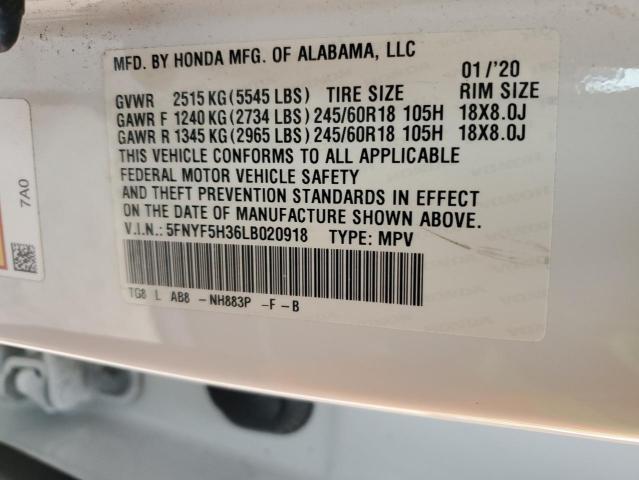 MFD. BY HONDA MFG. OF ALABAMA, LLC
01/'20
GVWR 2515 KG (5545 LBS) TIRE SIZE RIM SIZE
GAWR F 1240 KG (2734 LBS) 245/60R18 105H 18X8.0J
GAWR R 1345 KG (2965 LBS) 245/60R18 105H 18X8.0J
THIS VEHICLE CONFORMS TO ALL APPLICABLE
FEDERAL MOTOR VEHICLE SAFETY
AND THEFT PREVENTION STANDARDS IN EFFECT
ON THE DATE OF MANUFACTURE SHOWN ABOVE.
V.I.N.: 5FNYF5H36LB020918 TYPE: MPV
TG8 L AB8 -NH883P -F -B
7A0